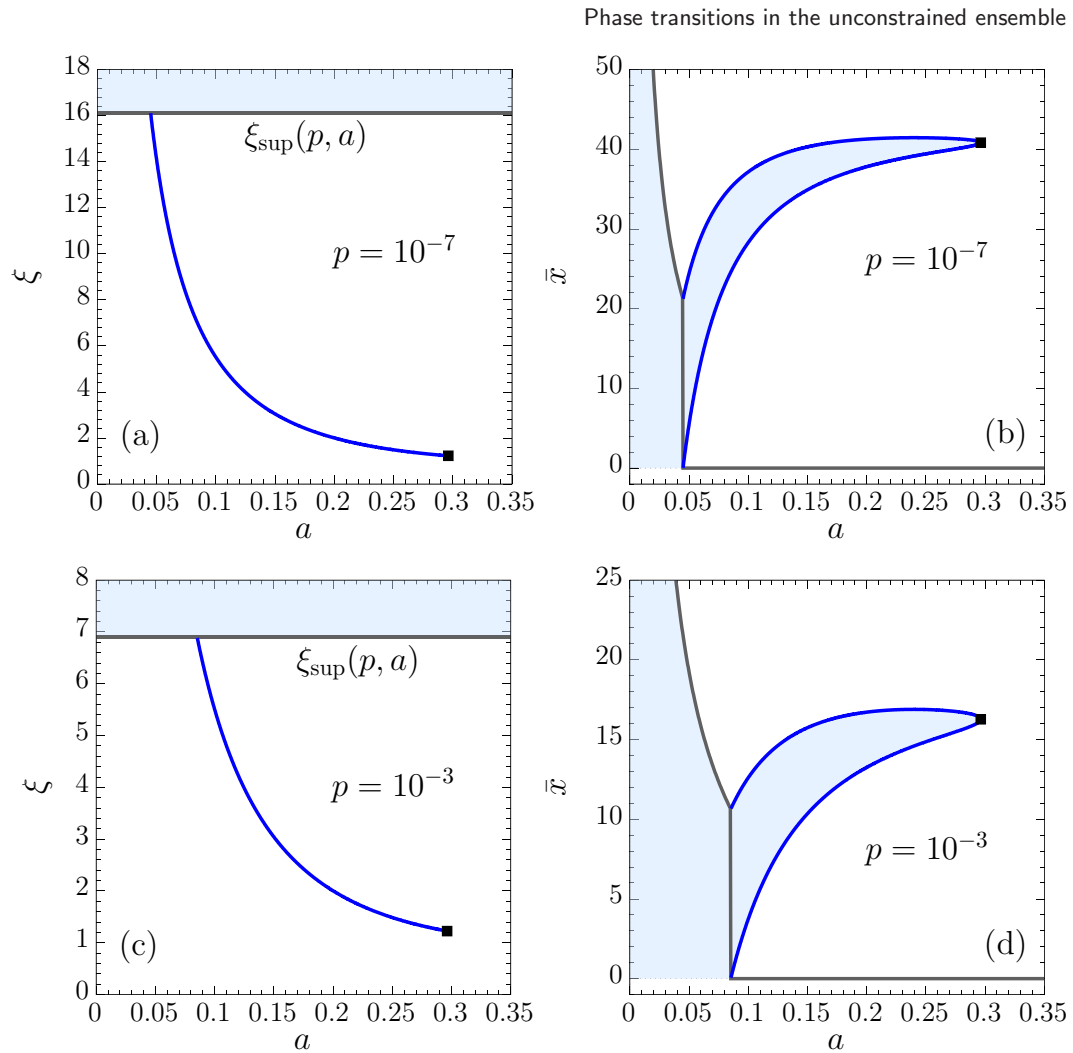 Phase transitions in the unconstrained ensemble
18
16
14
12
10
8
6
4
2
0
ξ
ξsup(p, a)
p = 10−7
(a)
0 0.05 0.1 0.15 0.2 0.25 0.3 0.35
a
50
40
30
20
10
0
x̄
p = 10−7
(b)
0 0.05 0.1 0.15 0.2 0.25 0.3 0.35
a
8
7
6
5
4
3
2
1
0
ξ
ξsup(p, a)
p = 10−3
(c)
0 0.05 0.1 0.15 0.2 0.25 0.3 0.35
a
25
20
15
10
5
0
x̄
p = 10−3
(d)
0 0.05 0.1 0.15 0.2 0.25 0.3 0.35
a